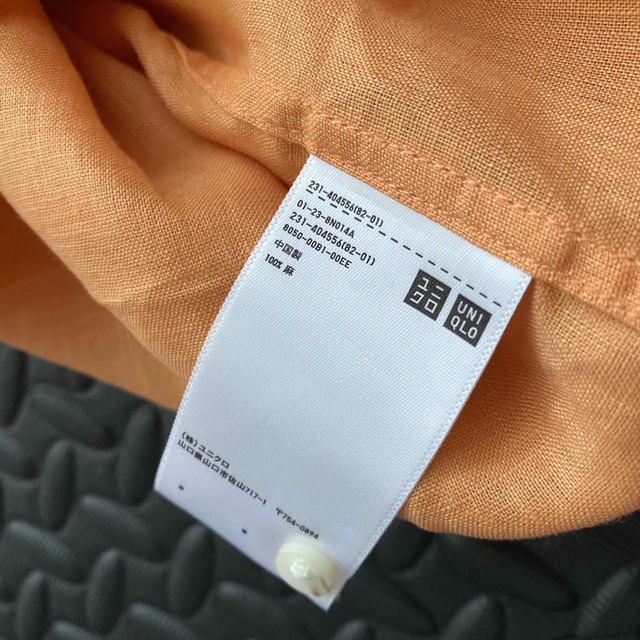 231-404556(82-01)
01-23-8N014A
231-404556(82-01)
8050-00B1-00EE
中国製
100% 麻
ユニ
クロ
UNI
QLO
(株)ユニクロ
山口県山口市佐山717-1 〒754-0894